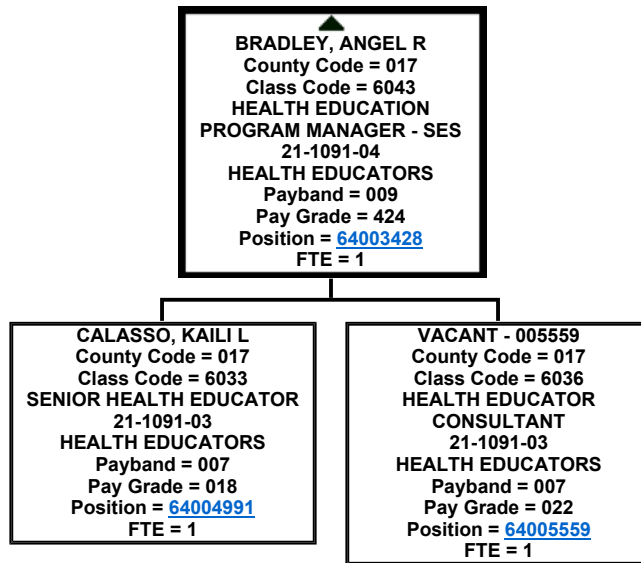 BRADLEY, ANGEL R
County Code = 017
Class Code = 6043
HEALTH EDUCATION
PROGRAM MANAGER - SES
21-1091-04
HEALTH EDUCATORS
Payband = 009
Pay Grade = 424
Position = 64003428
FTE = 1
CALASSO, KAILI L
County Code = 017
Class Code = 6033
SENIOR HEALTH EDUCATOR
21-1091-03
HEALTH EDUCATORS
Payband = 007
Pay Grade = 018
Position = 64004991
FTE = 1
VACANT - 005559
County Code = 017
Class Code = 6036
HEALTH EDUCATOR
CONSULTANT
21-1091-03
HEALTH EDUCATORS
Payband = 007
Pay Grade = 022
Position = 64005559
FTE = 1